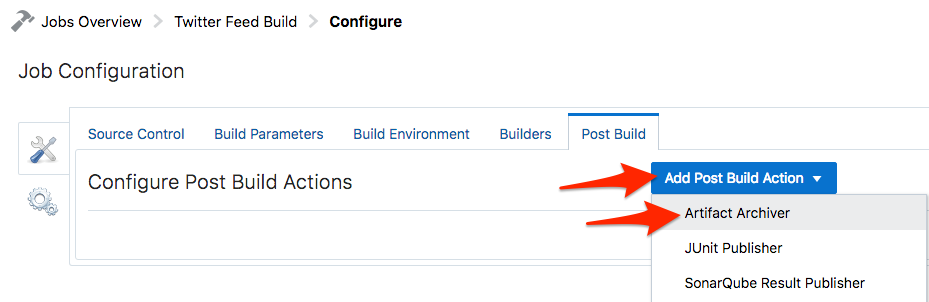 Jobs Overview Twitter Feed Build Configure
Job Configuration
Source Control Build Parameters Build Environment Builders Post Build
Configure Post Build Actions
Add Post Build Action
Artifact Archiver
JUnit Publisher
SonarQube Result Publisher